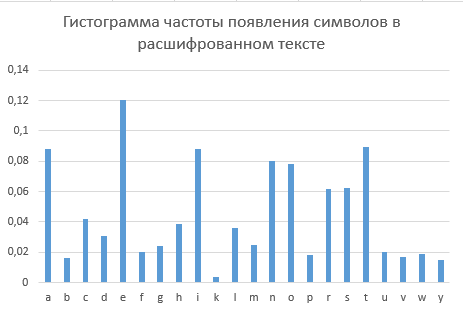 Гистограмма частоты появления символов в
расшифрованном тексте
0,14
0,12
0,1
0,08
0,06
0,04
0,02
0
a b c d e f g h i k l m n o p r s t u v w y